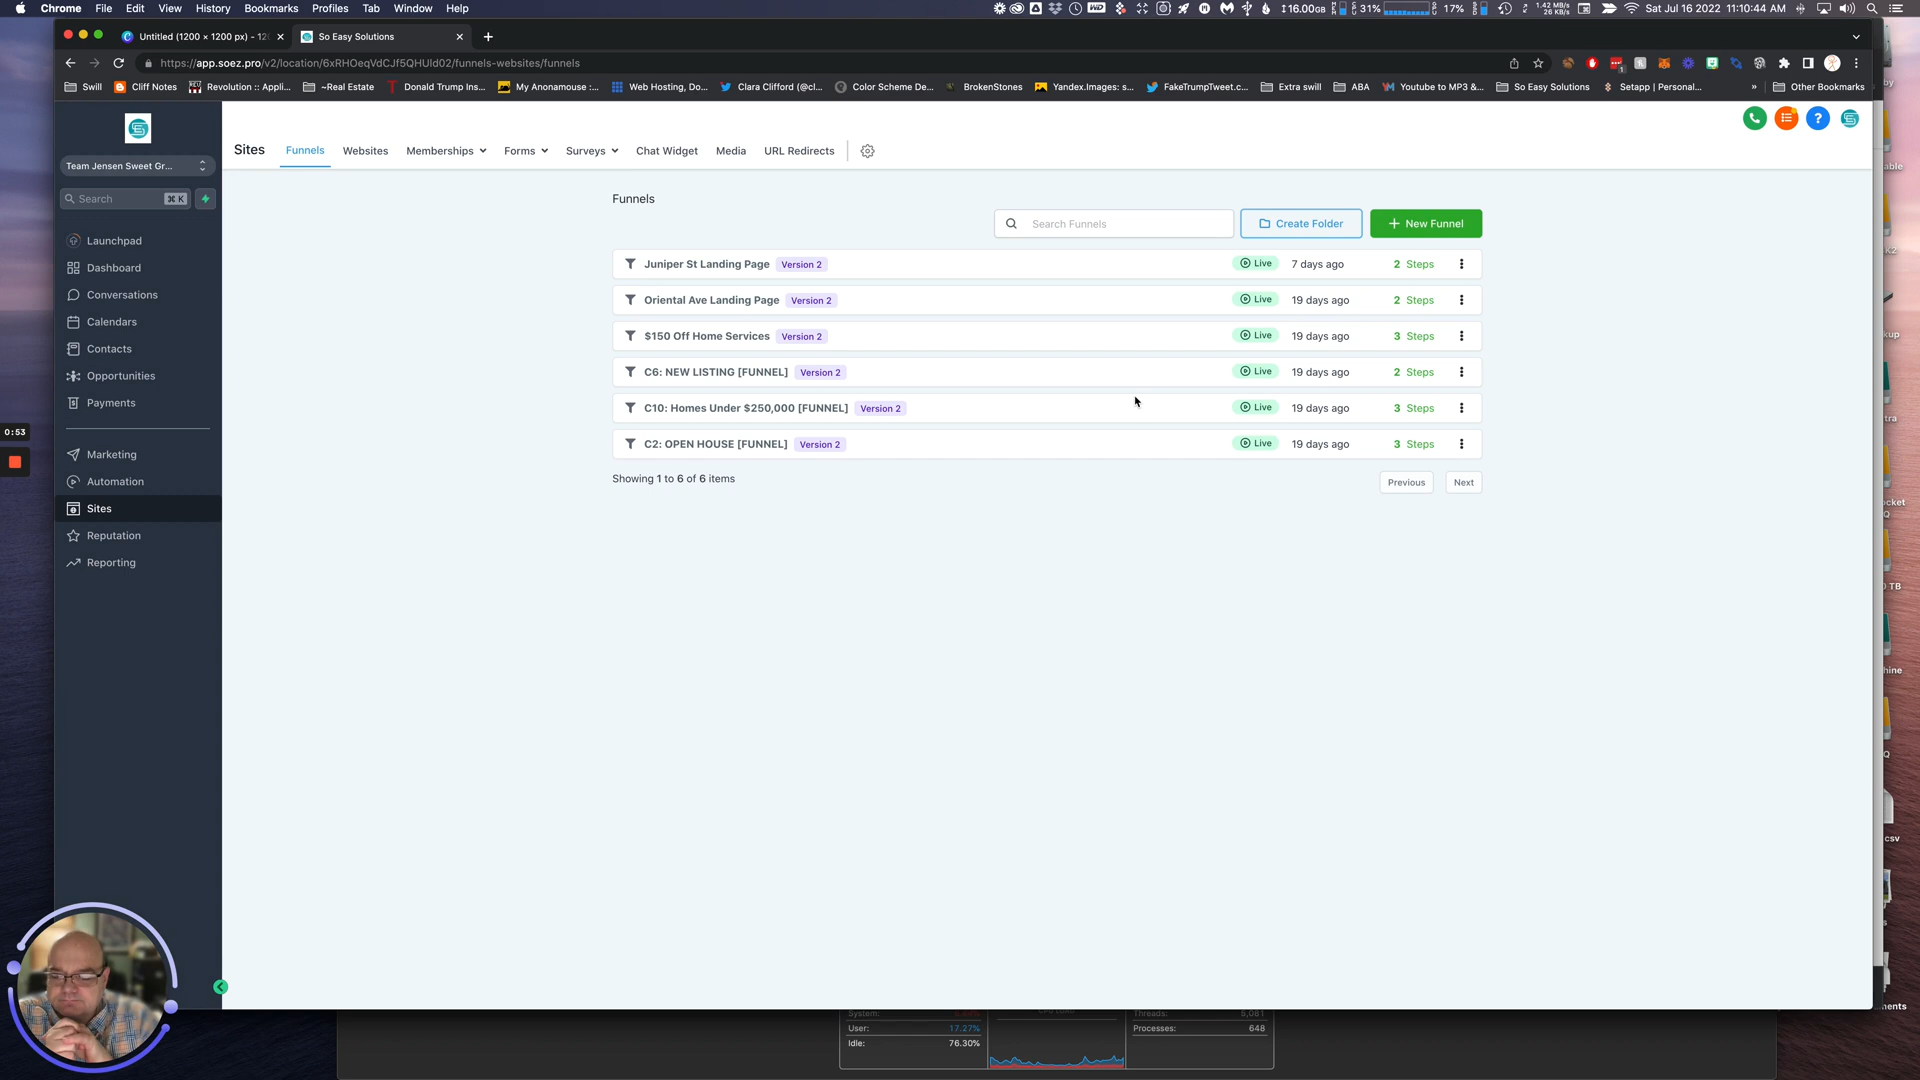 Chrome File Edit View History Bookmarks Profiles Tab Window Help
16.00GB 31% 17% 1.42 MB/s 26 KB/s Sat Jul 16 2022 11:10:44 AM
Untitled (1200 × 1200 px) - 12
So Easy Solutions
https://app.soez.pro/v2/location/6xRHOeqVdCJf5QHUld02/funnels-websites/funnels
Swill Cliff Notes Revolution :: Appli... ~Real Estate Donald Trump Ins... My Anonamouse :... Web Hosting, Do... Clara Clifford (@cl... Color Scheme De... BrokenStones Yandex.Images: s... FakeTrumpTweet.c... Extra swill ABA Youtube to MP3 &... So Easy Solutions Setapp | Personal... » Other Bookmarks
Team Jensen Sweet Gr...
Search ⌘ K
Launchpad
Dashboard
Conversations
Calendars
Contacts
Opportunities
Payments
Marketing
Automation
Sites
Reputation
Reporting
0:53
Sites Funnels Websites Memberships Forms Surveys Chat Widget Media URL Redirects
Funnels
Search Funnels Create Folder + New Funnel
Juniper St Landing Page Version 2 Live 7 days ago 2 Steps
Oriental Ave Landing Page Version 2 Live 19 days ago 2 Steps
$150 Off Home Services Version 2 Live 19 days ago 3 Steps
C6: NEW LISTING [FUNNEL] Version 2 Live 19 days ago 2 Steps
C10: Homes Under $250,000 [FUNNEL] Version 2 Live 19 days ago 3 Steps
C2: OPEN HOUSE [FUNNEL] Version 2 Live 19 days ago 3 Steps
Showing 1 to 6 of 6 items
Previous Next
System: Threads: 5,081
User: 17.27% Processes: 648
Idle: 76.30%